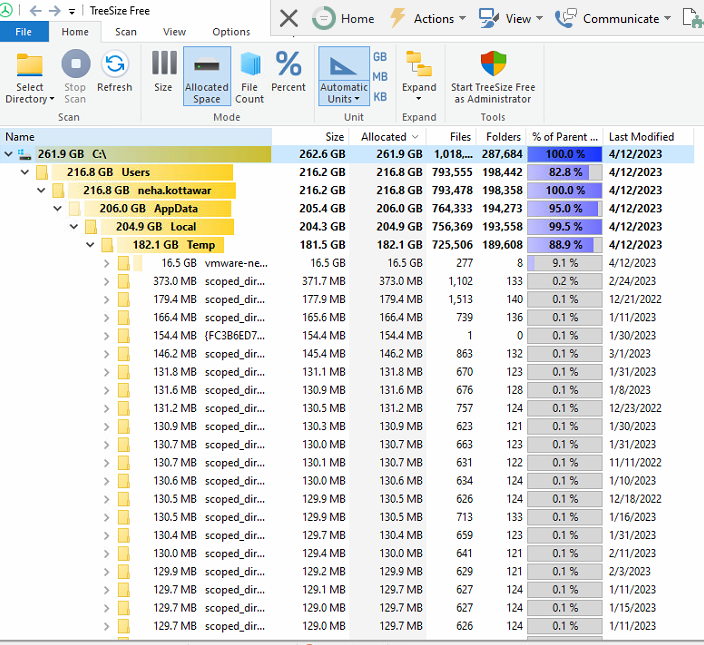 TreeSize Free
Home Actions View Communicate
File Home Scan View Options
Select Directory Stop Scan Refresh Size Allocated Space File Count Percent Automatic Units GB MB KB Expand Start TreeSize Free as Administrator
Scan Mode Unit Expand Tools
Name Size Allocated Files Folders % of Parent ... Last Modified
261.9 GB C:\ 262.6 GB 261.9 GB 1,018,... 287,684 100.0 % 4/12/2023
216.8 GB Users 216.2 GB 216.8 GB 793,555 198,442 82.8 % 4/12/2023
216.8 GB neha.kottawar 216.2 GB 216.8 GB 793,478 198,358 100.0 % 4/12/2023
206.0 GB AppData 205.4 GB 206.0 GB 764,333 194,273 95.0 % 4/12/2023
204.9 GB Local 204.3 GB 204.9 GB 756,369 193,558 99.5 % 4/12/2023
182.1 GB Temp 181.5 GB 182.1 GB 725,506 189,608 88.9 % 4/12/2023
16.5 GB vmware-ne... 16.5 GB 16.5 GB 277 8 9.1 % 4/12/2023
373.0 MB scoped_dir... 371.7 MB 373.0 MB 1,102 133 0.2 % 2/24/2023
179.4 MB scoped_dir... 177.9 MB 179.4 MB 1,513 140 0.1 % 12/21/2022
166.4 MB scoped_dir... 165.6 MB 166.4 MB 739 136 0.1 % 1/11/2023
154.4 MB {FC3B6ED7... 154.4 MB 154.4 MB 1 0 0.1 % 1/30/2023
146.2 MB scoped_dir... 145.4 MB 146.2 MB 863 132 0.1 % 3/1/2023
131.8 MB scoped_dir... 131.1 MB 131.8 MB 670 123 0.1 % 1/31/2023
131.6 MB scoped_dir... 130.9 MB 131.6 MB 676 128 0.1 % 1/8/2023
131.2 MB scoped_dir... 130.5 MB 131.2 MB 757 124 0.1 % 12/23/2022
130.9 MB scoped_dir... 130.3 MB 130.9 MB 623 121 0.1 % 1/30/2023
130.7 MB scoped_dir... 130.0 MB 130.7 MB 663 123 0.1 % 1/31/2023
130.7 MB scoped_dir... 130.1 MB 130.7 MB 631 122 0.1 % 11/11/2022
130.6 MB scoped_dir... 130.0 MB 130.6 MB 634 124 0.1 % 1/10/2023
130.5 MB scoped_dir... 129.9 MB 130.5 MB 626 124 0.1 % 12/18/2022
130.5 MB scoped_dir... 129.9 MB 130.5 MB 713 133 0.1 % 1/16/2023
130.4 MB scoped_dir... 129.7 MB 130.4 MB 659 123 0.1 % 1/31/2023
130.0 MB scoped_dir... 129.4 MB 130.0 MB 641 121 0.1 % 2/11/2023
129.9 MB scoped_dir... 129.2 MB 129.9 MB 629 121 0.1 % 2/3/2023
129.7 MB scoped_dir... 129.1 MB 129.7 MB 627 124 0.1 % 1/11/2023
129.7 MB scoped_dir... 129.0 MB 129.7 MB 627 124 0.1 % 1/15/2023
129.7 MB scoped_dir... 129.0 MB 129.7 MB 626 124 0.1 % 1/11/2023